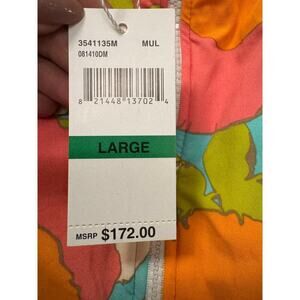 3541135M MUL
081410DM
8 21448 13702 4
LARGE
MSRP $172.00